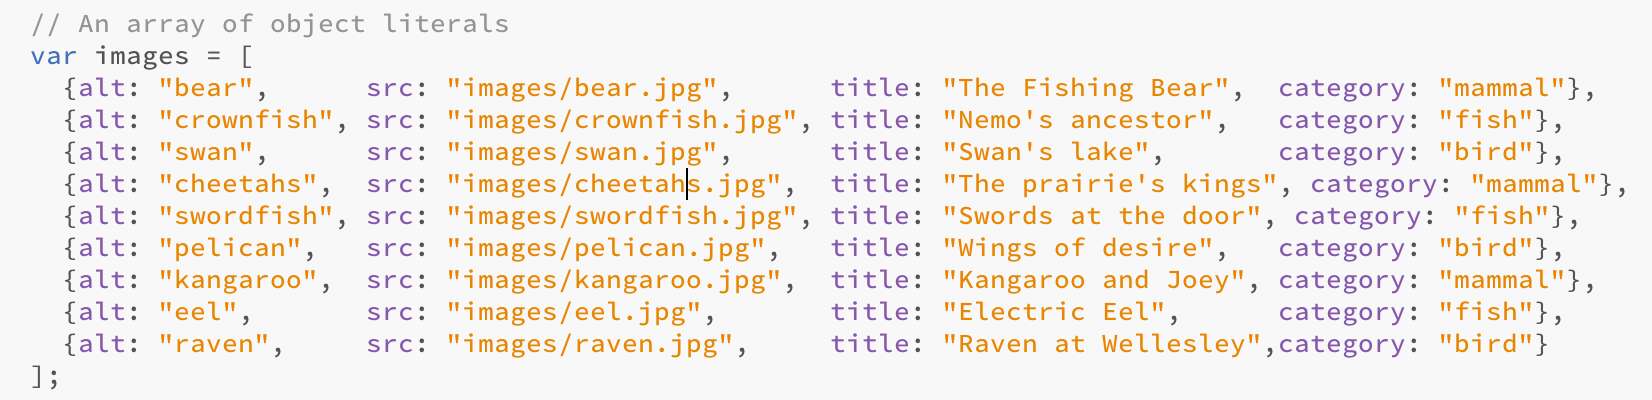 // An array of object literals
var images = [
  {alt: "bear",      src: "images/bear.jpg",      title: "The Fishing Bear",  category: "mammal"},
  {alt: "crownfish", src: "images/crownfish.jpg", title: "Nemo's ancestor",   category: "fish"},
  {alt: "swan",      src: "images/swan.jpg",      title: "Swan's lake",       category: "bird"},
  {alt: "cheetahs",  src: "images/cheetahs.jpg",  title: "The prairie's kings", category: "mammal"},
  {alt: "swordfish", src: "images/swordfish.jpg", title: "Swords at the door", category: "fish"},
  {alt: "pelican",   src: "images/pelican.jpg",   title: "Wings of desire",   category: "bird"},
  {alt: "kangaroo",  src: "images/kangaroo.jpg",  title: "Kangaroo and Joey", category: "mammal"},
  {alt: "eel",       src: "images/eel.jpg",       title: "Electric Eel",      category: "fish"},
  {alt: "raven",     src: "images/raven.jpg",     title: "Raven at Wellesley",category: "bird"}
];